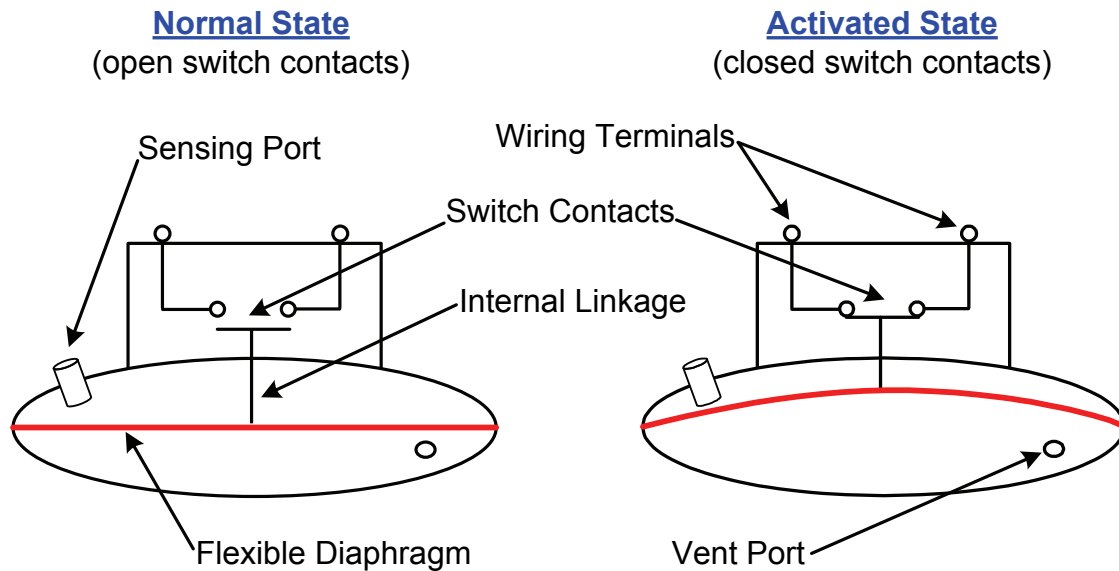 Normal State
(open switch contacts)
Activated State
(closed switch contacts)
Sensing Port
Wiring Terminals
Switch Contacts
Internal Linkage
Flexible Diaphragm
Vent Port